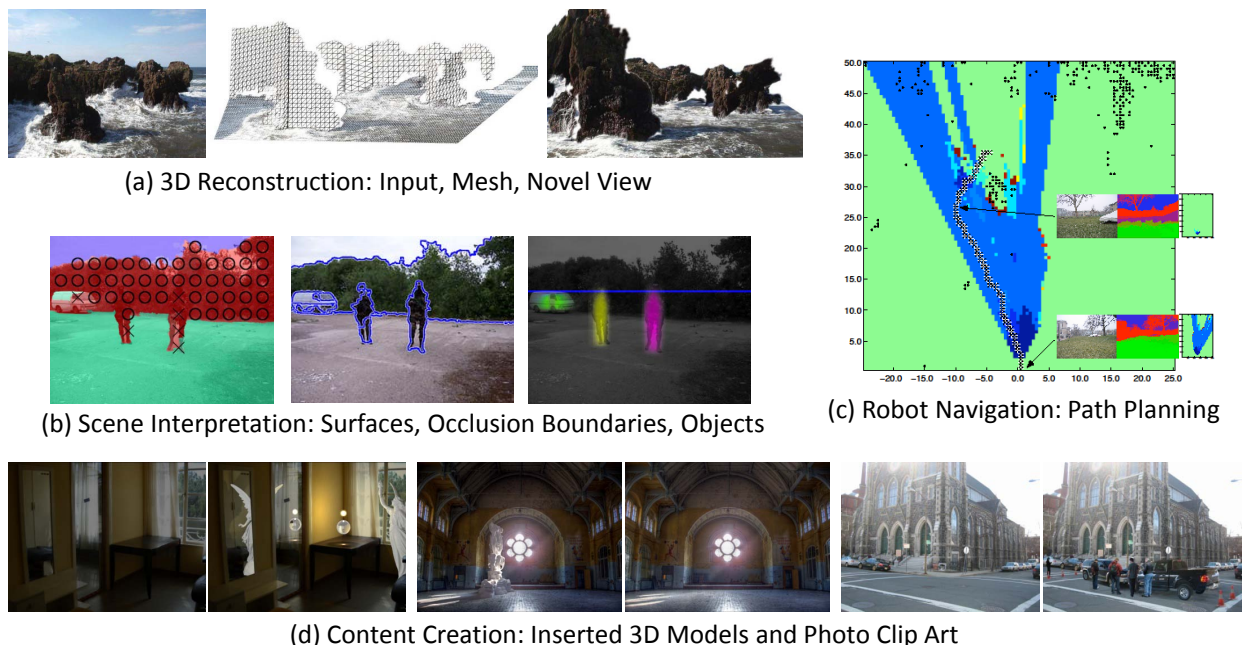 (a) 3D Reconstruction: Input, Mesh, Novel View
50.0
45.0
40.0
35.0
30.0
25.0
20.0
15.0
10.0
5.0
−20.0 −15.0 −10.0 −5.0 0.0 5.0 10.0 15.0 20.0 25.0
(c) Robot Navigation: Path Planning
(b) Scene Interpretation: Surfaces, Occlusion Boundaries, Objects
(d) Content Creation: Inserted 3D Models and Photo Clip Art